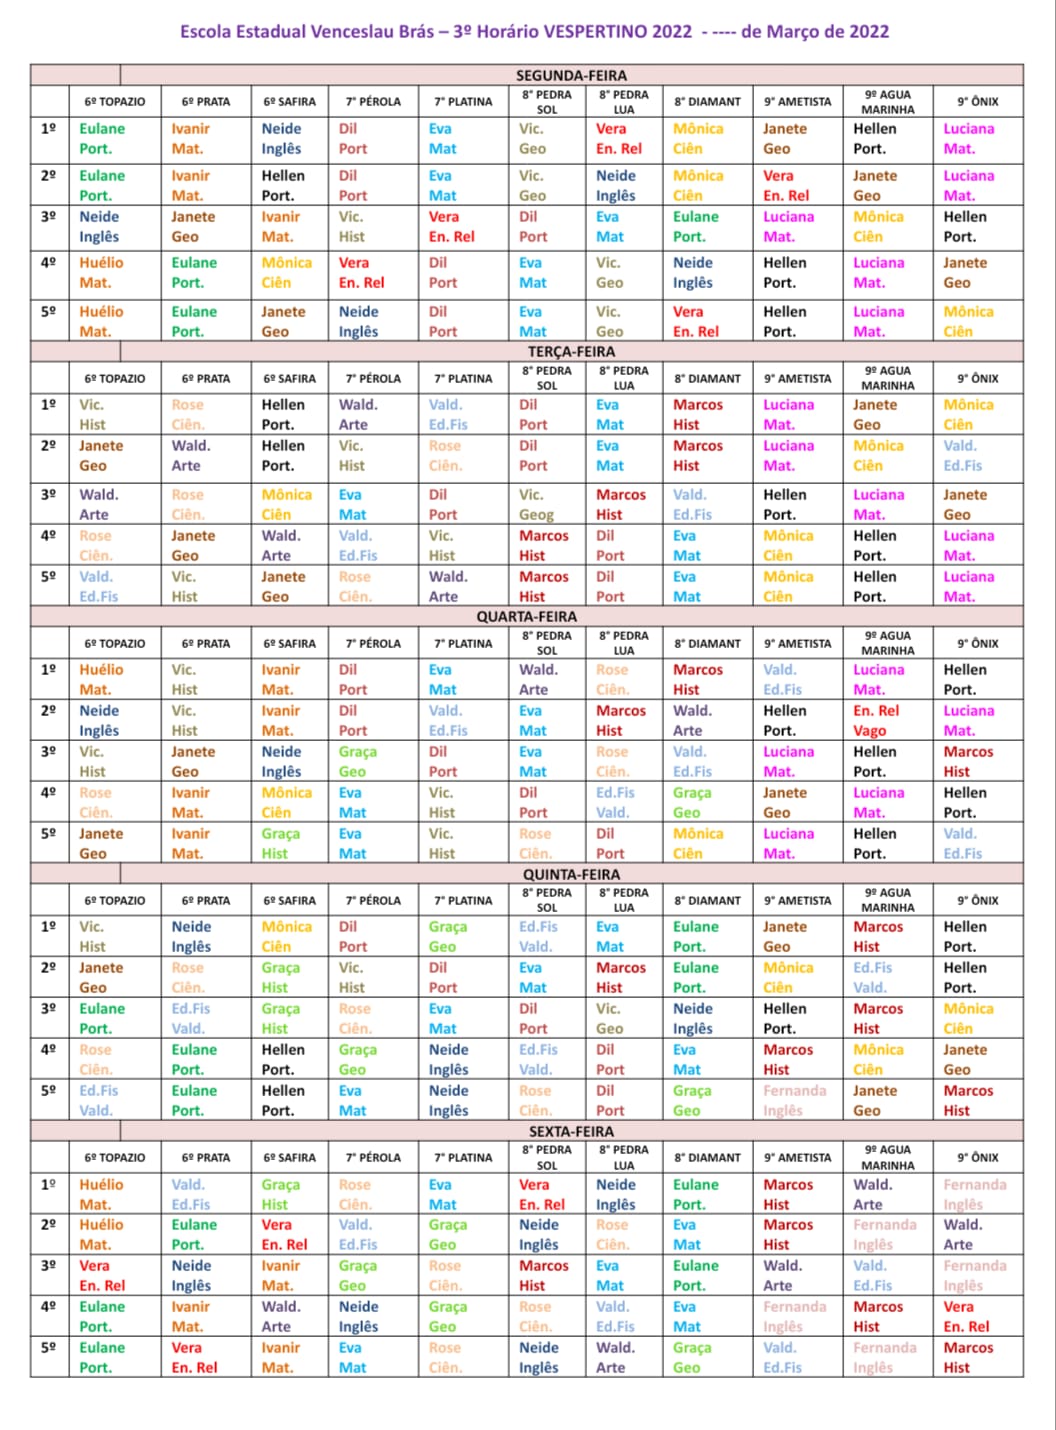 Escola Estadual Venceslau Brás – 3º Horário VESPERTINO 2022 - ---- de Março de 2022
SEGUNDA-FEIRA
6º TOPAZIO 6º PRATA 6º SAFIRA 7° PÉROLA 7° PLATINA 8° PEDRA SOL 8° PEDRA LUA 8° DIAMANT 9° AMETISTA 9º AGUA MARINHA 9° ÔNIX
1º Eulane Ivanir Neide Dil Eva Vic. Vera Mônica Janete Hellen Luciana
Port. Mat. Inglês Port Mat Geo En. Rel Ciên Geo Port. Mat.
2º Eulane Ivanir Hellen Dil Eva Vic. Neide Mônica Vera Janete Luciana
Port. Mat. Port. Port Mat Geo Inglês Ciên En. Rel Geo Mat.
3º Neide Janete Ivanir Vic. Vera Dil Eva Eulane Luciana Mônica Hellen
Inglês Geo Mat. Hist En. Rel Port Mat Port. Mat. Ciên Port.
4º Huélio Eulane Mônica Vera Dil Eva Vic. Neide Hellen Luciana Janete
Mat. Port. Ciên En. Rel Port Mat Geo Inglês Port. Mat. Geo
5º Huélio Eulane Janete Neide Dil Eva Vic. Vera Hellen Luciana Mônica
Mat. Port. Geo Inglês Port Mat Geo En. Rel Port. Mat. Ciên
TERÇA-FEIRA
6º TOPAZIO 6º PRATA 6º SAFIRA 7° PÉROLA 7° PLATINA 8° PEDRA SOL 8° PEDRA LUA 8° DIAMANT 9° AMETISTA 9º AGUA MARINHA 9° ÔNIX
1º Vic. Rose Hellen Wald. Vald. Dil Eva Marcos Luciana Janete Mônica
Hist Ciên. Port. Arte Ed.Fis Port Mat Hist Mat. Geo Ciên
2º Janete Wald. Hellen Vic. Rose Dil Eva Marcos Luciana Mônica Vald.
Geo Arte Port. Hist Ciên. Port Mat Hist Mat. Ciên Ed.Fis
3º Wald. Rose Mônica Eva Dil Vic. Marcos Vald. Hellen Luciana Janete
Arte Ciên. Ciên Mat Port Geog Hist Ed.Fis Port. Mat. Geo
4º Rose Janete Wald. Vald. Vic. Marcos Dil Eva Mônica Hellen Luciana
Ciên. Geo Arte Ed.Fis Hist Hist Port Mat Ciên Port. Mat.
5º Vald. Vic. Janete Rose Wald. Marcos Dil Eva Mônica Hellen Luciana
Ed.Fis Hist Geo Ciên. Arte Hist Port Mat Ciên Port. Mat.
QUARTA-FEIRA
6º TOPAZIO 6º PRATA 6º SAFIRA 7° PÉROLA 7° PLATINA 8° PEDRA SOL 8° PEDRA LUA 8° DIAMANT 9° AMETISTA 9º AGUA MARINHA 9° ÔNIX
1º Huélio Vic. Ivanir Dil Eva Wald. Rose Marcos Vald. Luciana Hellen
Mat. Hist Mat. Port Mat Arte Ciên. Hist Ed.Fis Mat. Port.
2º Neide Vic. Ivanir Dil Vald. Eva Marcos Wald. Hellen En. Rel Luciana
Inglês Hist Mat. Port Ed.Fis Mat Hist Arte Port. Vago Mat.
3º Vic. Janete Neide Graça Dil Eva Rose Vald. Luciana Hellen Marcos
Hist Geo Inglês Geo Port Mat Ciên. Ed.Fis Mat. Port. Hist
4º Rose Ivanir Mônica Eva Vic. Dil Ed.Fis Graça Janete Luciana Hellen
Ciên. Mat. Ciên Mat Hist Port Vald. Geo Geo Mat. Port.
5º Janete Ivanir Graça Eva Vic. Rose Dil Mônica Luciana Hellen Vald.
Geo Mat. Hist Mat Hist Ciên. Port Ciên Mat. Port. Ed.Fis
QUINTA-FEIRA
6º TOPAZIO 6º PRATA 6º SAFIRA 7° PÉROLA 7° PLATINA 8° PEDRA SOL 8° PEDRA LUA 8° DIAMANT 9° AMETISTA 9º AGUA MARINHA 9° ÔNIX
1º Vic. Neide Mônica Dil Graça Ed.Fis Eva Eulane Janete Marcos Hellen
Hist Inglês Ciên Port Geo Vald. Mat Port. Geo Hist Port.
2º Janete Rose Graça Vic. Dil Eva Marcos Eulane Mônica Ed.Fis Hellen
Geo Ciên. Hist Hist Port Mat Hist Port. Ciên Vald. Port.
3º Eulane Ed.Fis Graça Rose Eva Dil Vic. Neide Hellen Marcos Mônica
Port. Vald. Hist Ciên. Mat Port Geo Inglês Port. Hist Ciên
4º Rose Eulane Hellen Graça Neide Ed.Fis Dil Eva Marcos Mônica Janete
Ciên. Port. Port. Geo Inglês Vald. Port Mat Hist Ciên Geo
5º Ed.Fis Eulane Hellen Eva Neide Rose Dil Graça Fernanda Janete Marcos
Vald. Port. Port. Mat Inglês Ciên. Port Geo Inglês Geo Hist
SEXTA-FEIRA
6º TOPAZIO 6º PRATA 6º SAFIRA 7° PÉROLA 7° PLATINA 8° PEDRA SOL 8° PEDRA LUA 8° DIAMANT 9° AMETISTA 9º AGUA MARINHA 9° ÔNIX
1º Huélio Vald. Graça Rose Eva Vera Neide Eulane Marcos Wald. Fernanda
Mat. Ed.Fis Hist Ciên. Mat En. Rel Inglês Port. Hist Arte Inglês
2º Huélio Eulane Vera Vald. Graça Neide Rose Eva Marcos Fernanda Wald.
Mat. Port. En. Rel Ed.Fis Geo Inglês Ciên. Mat Hist Inglês Arte
3º Vera Neide Ivanir Graça Rose Marcos Eva Eulane Wald. Vald. Fernanda
En. Rel Inglês Mat. Geo Ciên. Hist Mat Port. Arte Ed.Fis Inglês
4º Eulane Ivanir Wald. Neide Graça Rose Vald. Eva Fernanda Marcos Vera
Port. Mat. Arte Inglês Geo Ciên. Ed.Fis Mat Inglês Hist En. Rel
5º Eulane Vera Ivanir Eva Rose Neide Wald. Graça Vald. Fernanda Marcos
Port. En. Rel Mat. Mat Ciên. Inglês Arte Geo Ed.Fis Inglês Hist